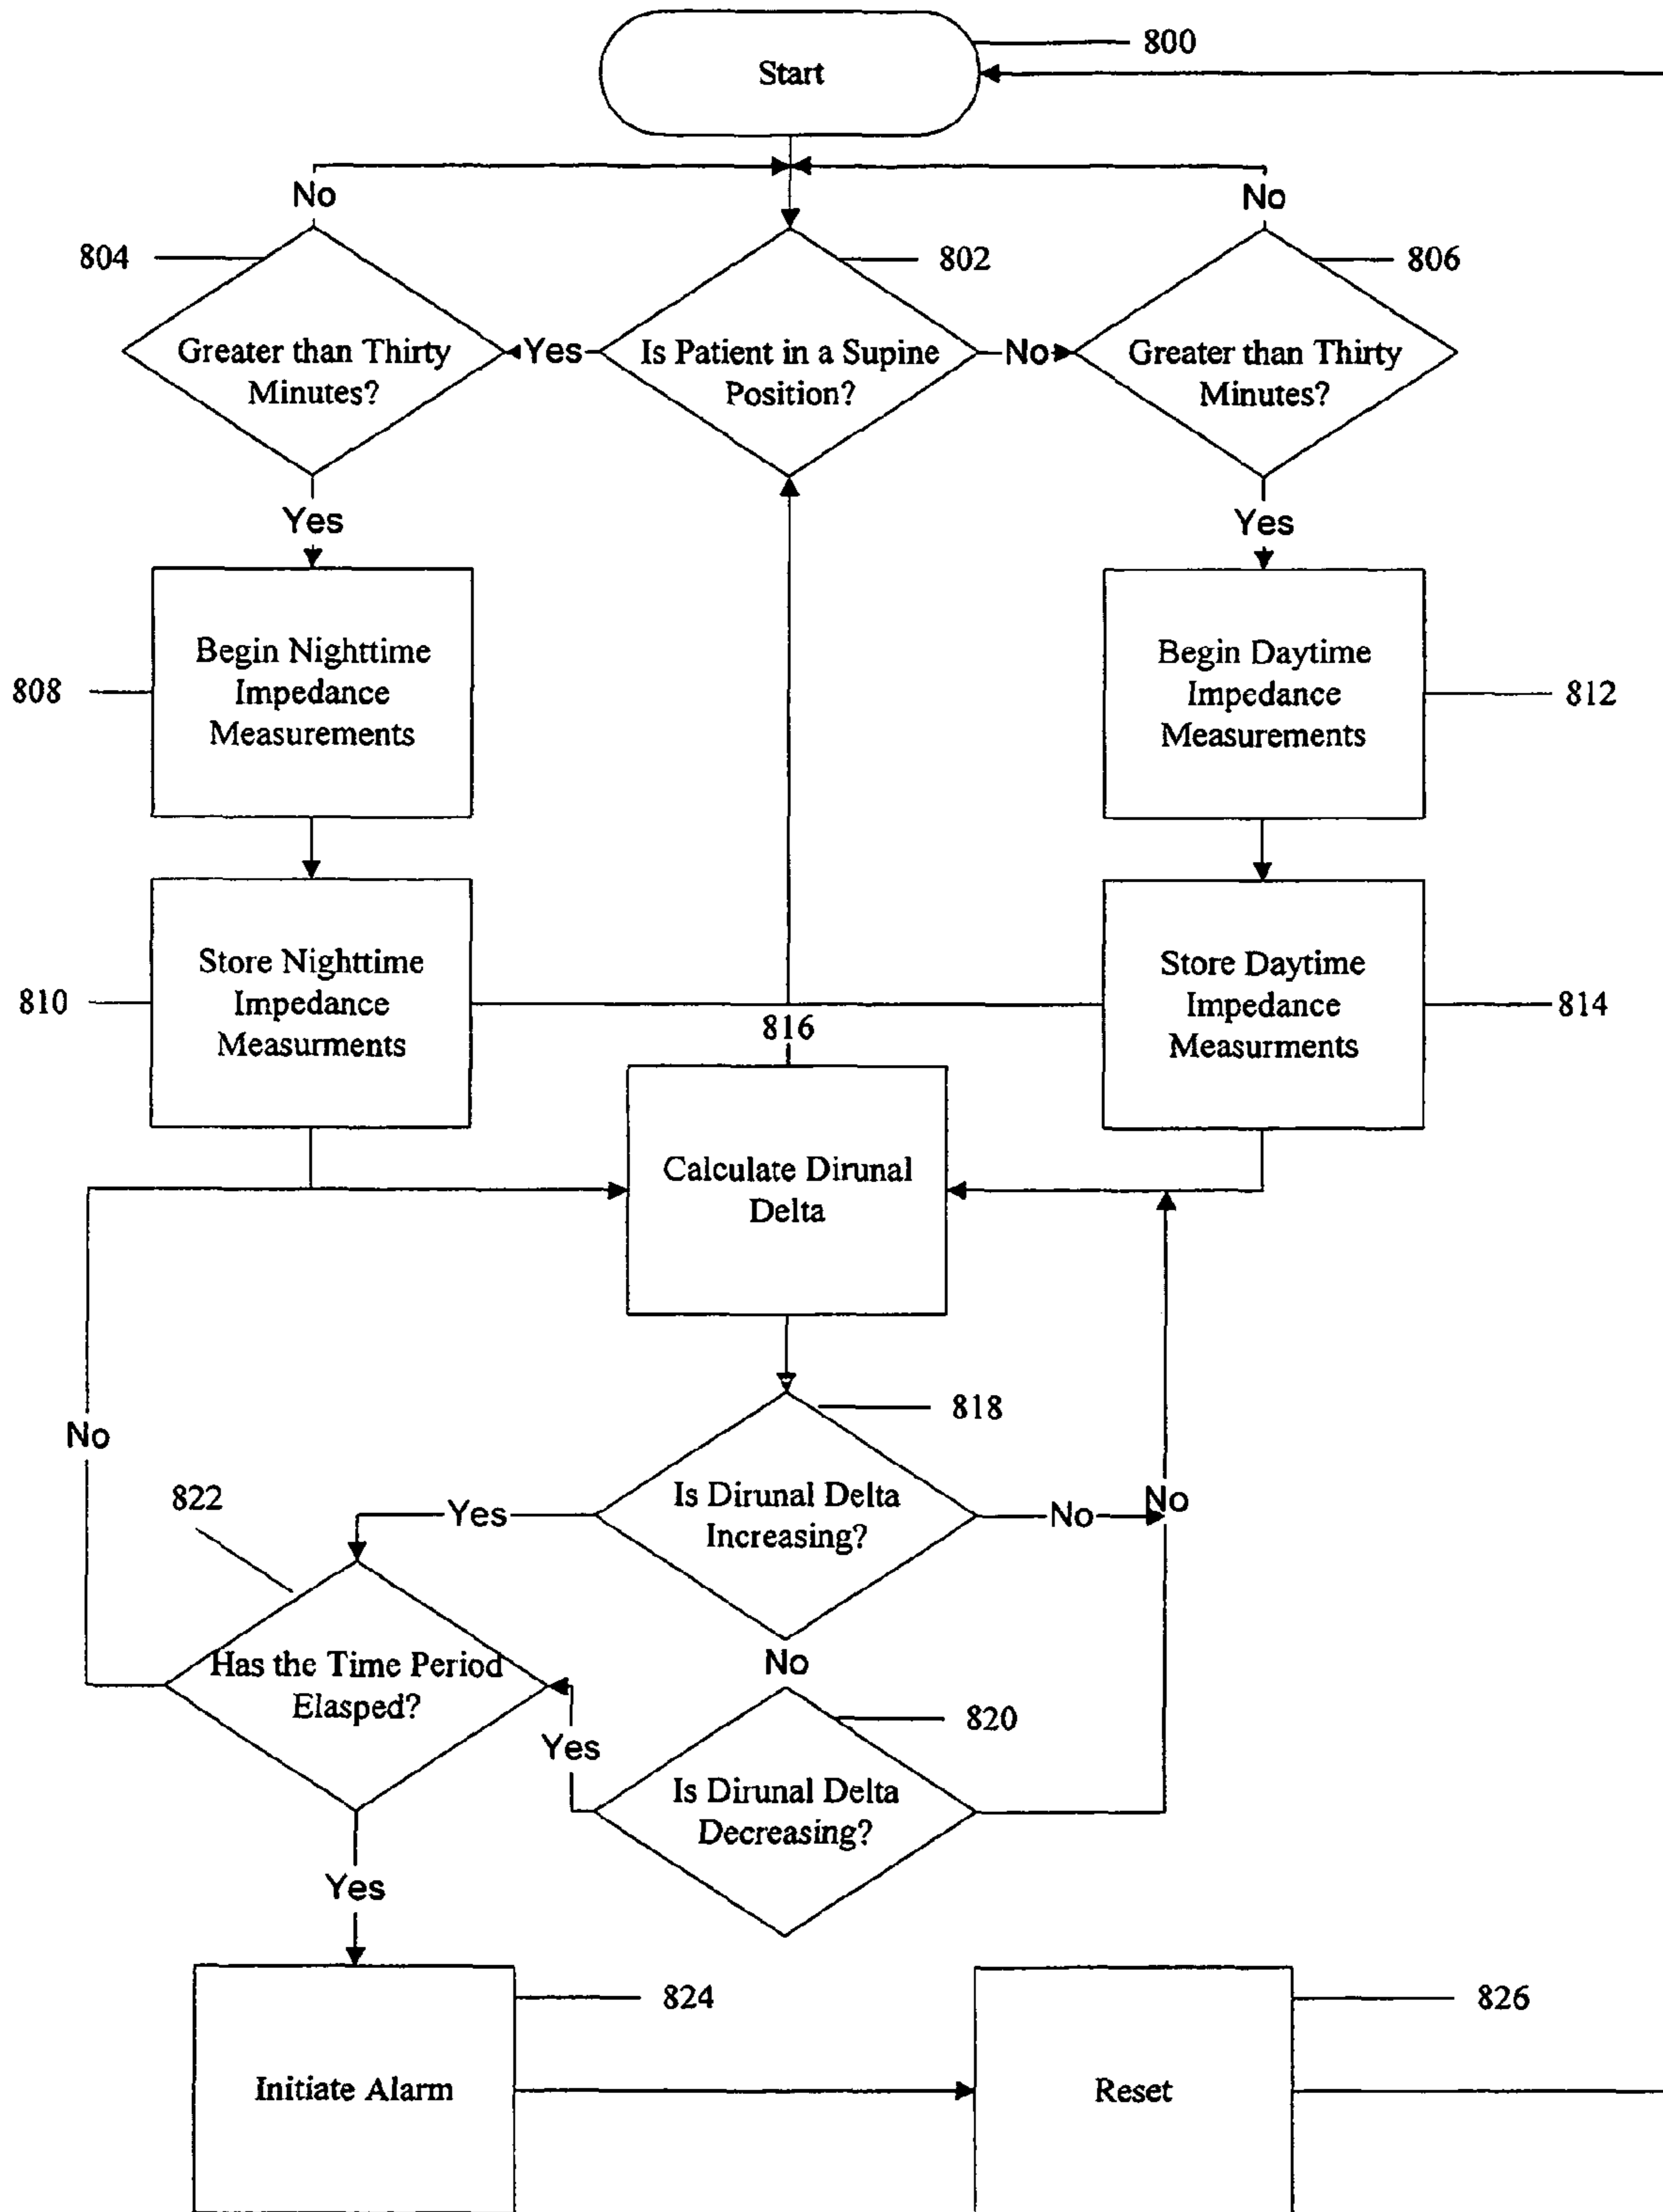 800
Start
No
No
804
802
806
Greater than Thirty
Minutes?
Yes
Is Patient in a Supine
Position?
No
Greater than Thirty
Minutes?
Yes
Yes
Begin Nighttime
Impedance
Measurements
808
Begin Daytime
Impedance
Measurements
812
Store Nighttime
Impedance
Measurments
810
Store Daytime
Impedance
Measurments
814
816
Calculate Dirunal
Delta
818
No
822
Yes
Is Dirunal Delta
Increasing?
No
No
Has the Time Period
Elasped?
No
820
Yes
Is Dirunal Delta
Decreasing?
Yes
824
826
Initiate Alarm
Reset